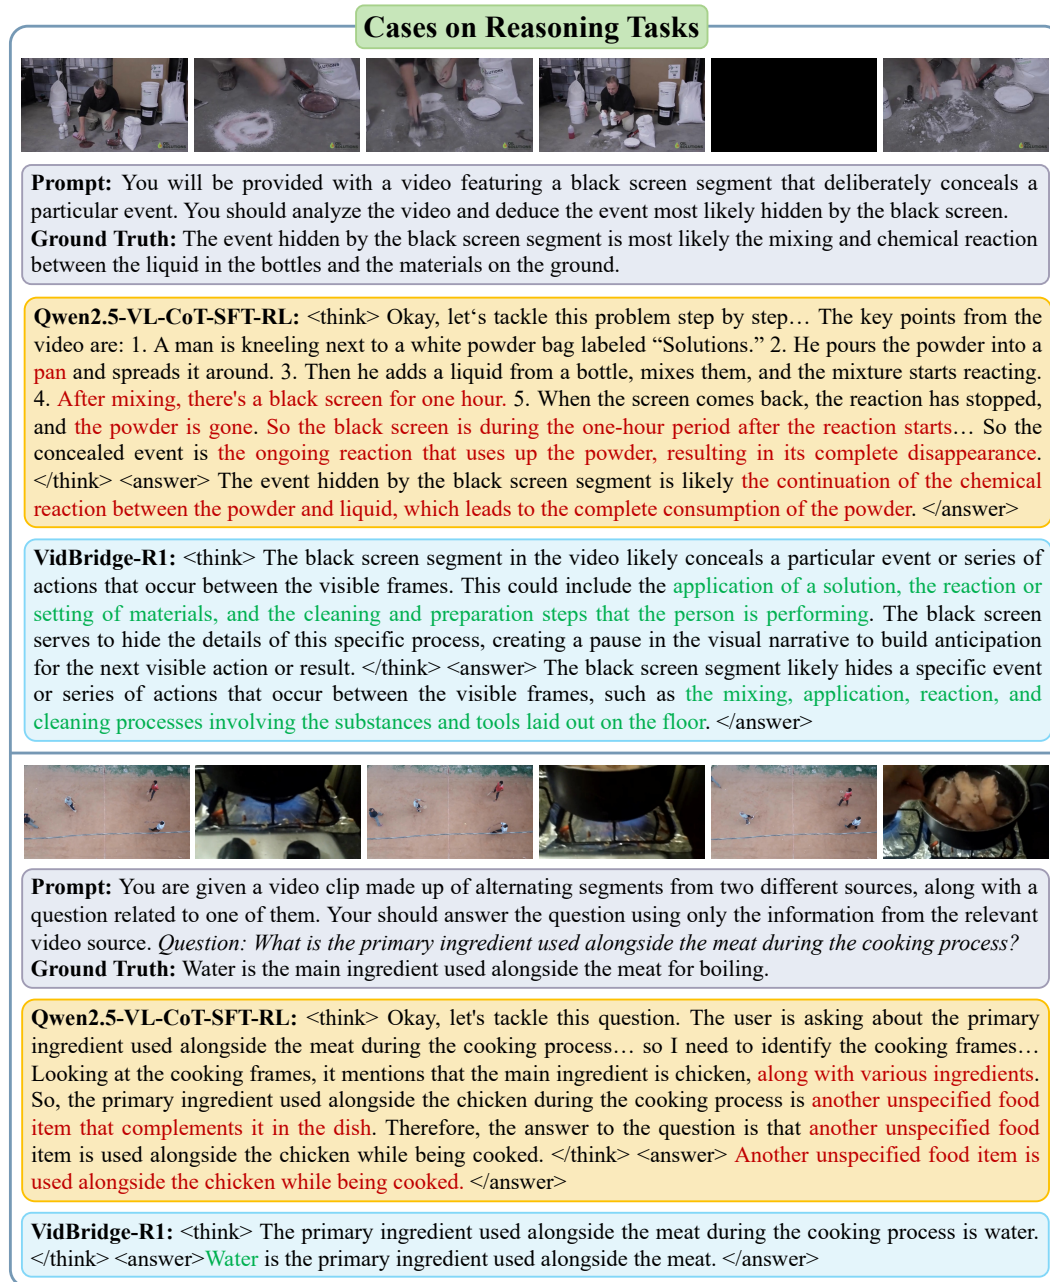 Cases on Reasoning Tasks
Prompt: You will be provided with a video featuring a black screen segment that deliberately conceals a
particular event. You should analyze the video and deduce the event most likely hidden by the black screen.
Ground Truth: The event hidden by the black screen segment is most likely the mixing and chemical reaction
between the liquid in the bottles and the materials on the ground.
Qwen2.5-VL-CoT-SFT-RL: <think> Okay, let‘s tackle this problem step by step… The key points from the
video are: 1. A man is kneeling next to a white powder bag labeled “Solutions.” 2. He pours the powder into a
pan and spreads it around. 3. Then he adds a liquid from a bottle, mixes them, and the mixture starts reacting.
4. After mixing, there's a black screen for one hour. 5. When the screen comes back, the reaction has stopped,
and the powder is gone. So the black screen is during the one-hour period after the reaction starts… So the
concealed event is the ongoing reaction that uses up the powder, resulting in its complete disappearance.
</think> <answer> The event hidden by the black screen segment is likely the continuation of the chemical
reaction between the powder and liquid, which leads to the complete consumption of the powder. </answer>
VidBridge-R1: <think> The black screen segment in the video likely conceals a particular event or series of
actions that occur between the visible frames. This could include the application of a solution, the reaction or
setting of materials, and the cleaning and preparation steps that the person is performing. The black screen
serves to hide the details of this specific process, creating a pause in the visual narrative to build anticipation
for the next visible action or result. </think> <answer> The black screen segment likely hides a specific event
or series of actions that occur between the visible frames, such as the mixing, application, reaction, and
cleaning processes involving the substances and tools laid out on the floor. </answer>
Prompt: You are given a video clip made up of alternating segments from two different sources, along with a
question related to one of them. Your should answer the question using only the information from the relevant
video source. Question: What is the primary ingredient used alongside the meat during the cooking process?
Ground Truth: Water is the main ingredient used alongside the meat for boiling.
Qwen2.5-VL-CoT-SFT-RL: <think> Okay, let's tackle this question. The user is asking about the primary
ingredient used alongside the meat during the cooking process… so I need to identify the cooking frames…
Looking at the cooking frames, it mentions that the main ingredient is chicken, along with various ingredients.
So, the primary ingredient used alongside the chicken during the cooking process is another unspecified food
item that complements it in the dish. Therefore, the answer to the question is that another unspecified food
item is used alongside the chicken while being cooked. </think> <answer> Another unspecified food item is
used alongside the chicken while being cooked. </answer>
VidBridge-R1: <think> The primary ingredient used alongside the meat during the cooking process is water.
</think> <answer>Water is the primary ingredient used alongside the meat. </answer>